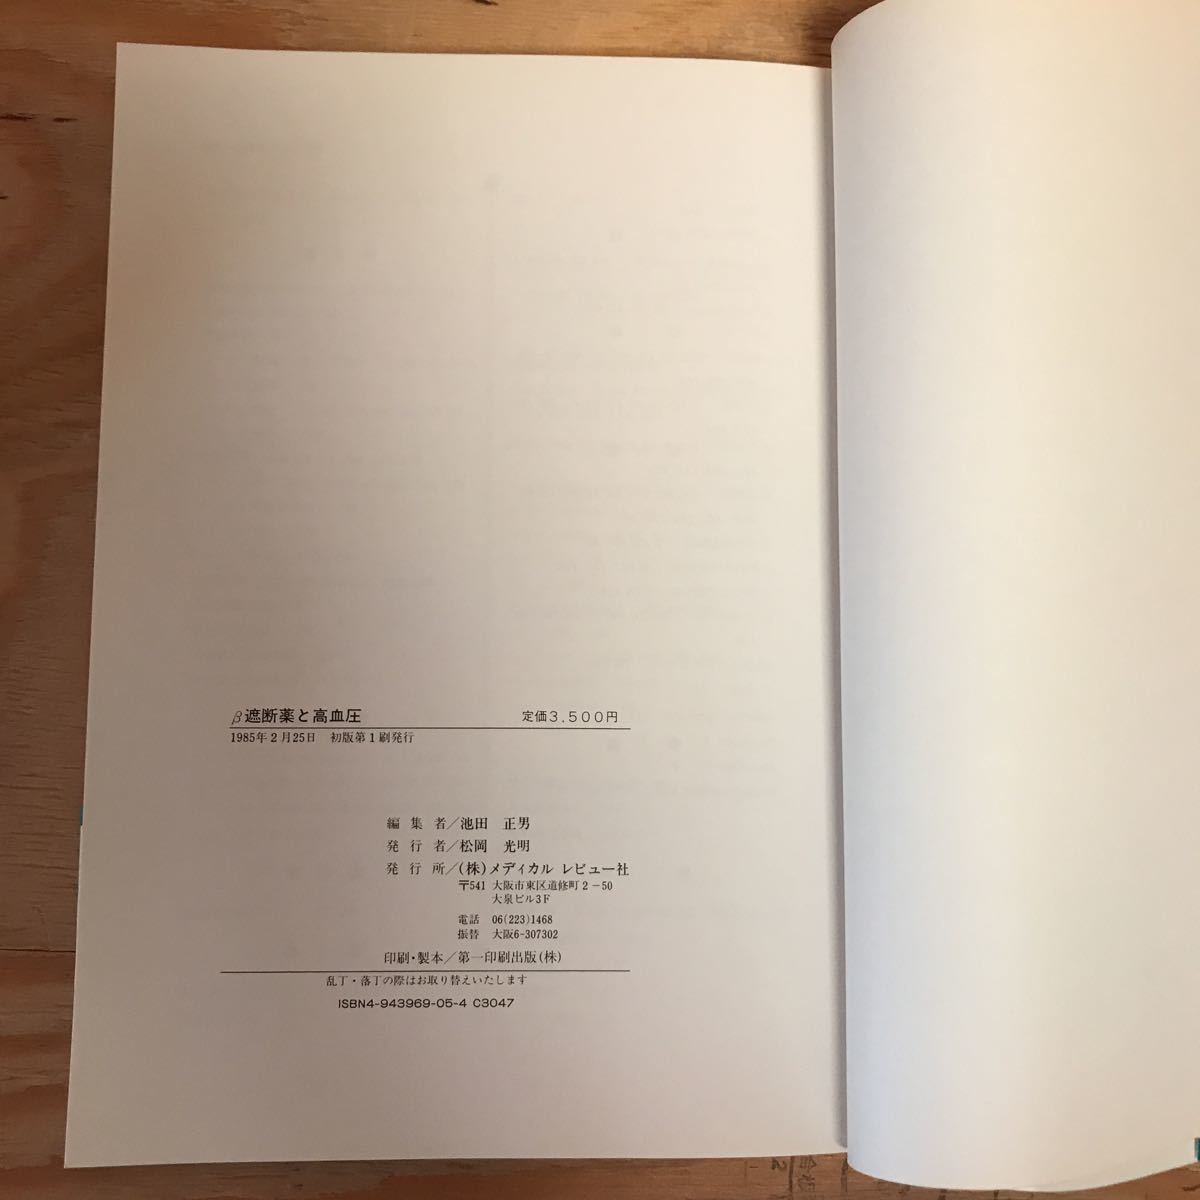 β遮断薬と高血圧 定価3,500円
1985年2月25日 初版第1刷発行
編集者/池田 正男
発行者/松岡 光明
発行所/(株)メディカル レビュー社
〒541 大阪市東区道修町2-50
大泉ビル3F
電話 06(223)1468
振替 大阪6-307302
印刷・製本/第一印刷出版(株)
乱丁・落丁の際はお取り替えいたします
ISBN4-943969-05-4 C3047